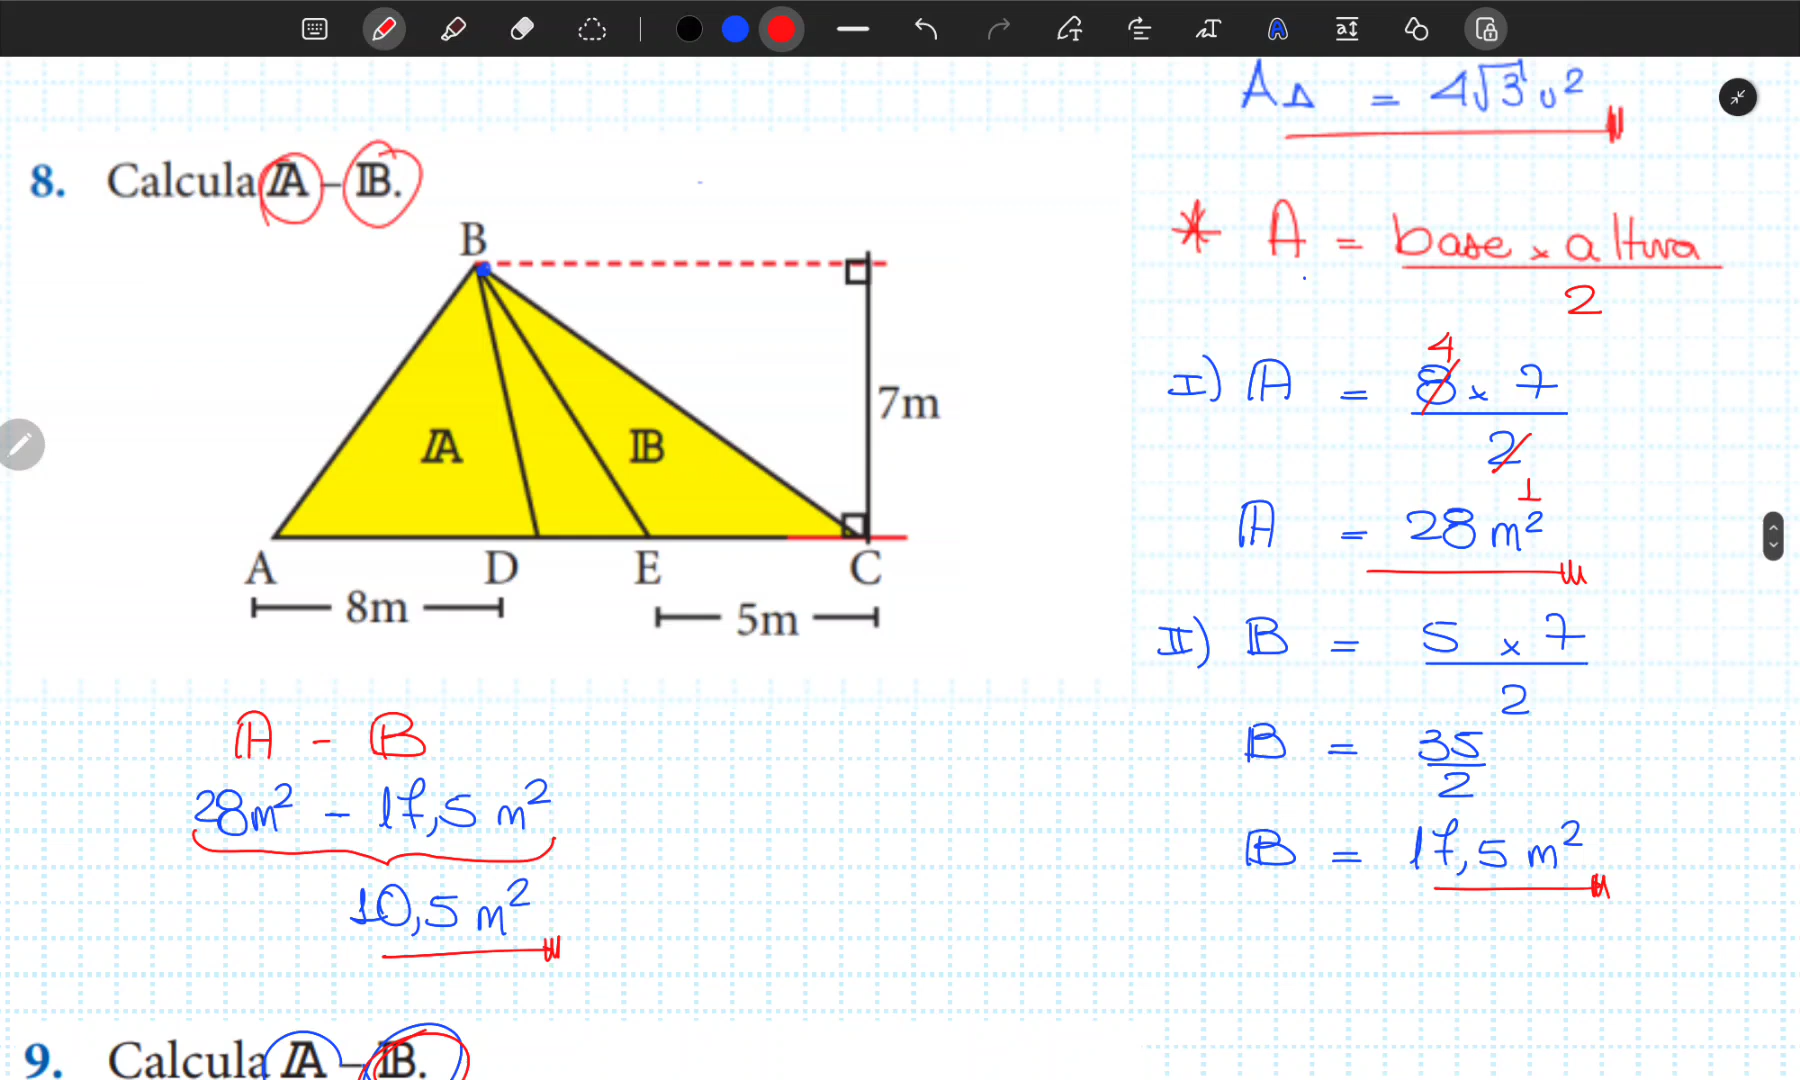 A△ = 4√3 u²
8. Calcula A – B.
B
7m
A
B
A
D
E
C
8m
5m
* A = base x altura
2
I) A = 8 x 7
4
2
1
A = 28 m²
II) B = 5 x 7
2
B = 35
2
B = 17,5 m²
A - B
28m² - 17,5 m²
10,5 m²
9. Calcula A – B.